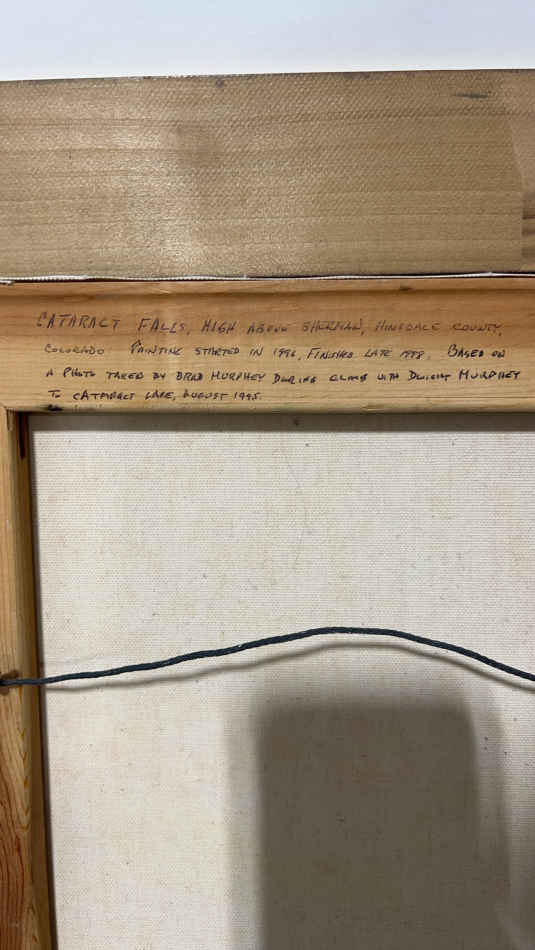 CATARACT FALLS, HIGH ABOVE SHERMAN, HINSDALE COUNTY,
COLORADO PAINTING STARTED IN 1996, FINISHED LATE 1998. BASED ON
A PHOTO TAKEN BY BRAD MURPHEY DURING CLIMB WITH DWIGHT MURPHEY
TO CATARACT LAKE, AUGUST 1995.